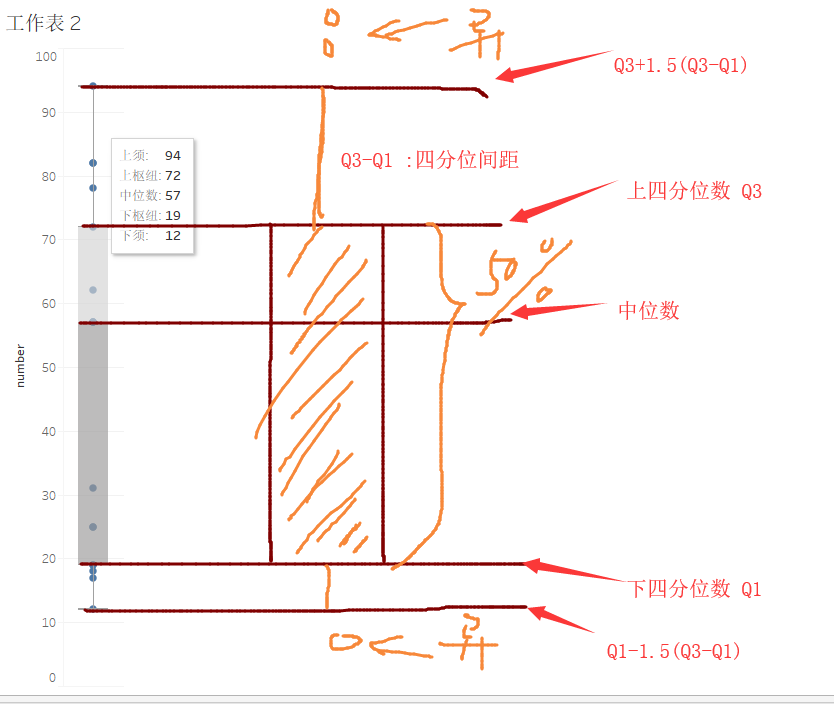 工作表 2
异
100
Q3+1.5(Q3-Q1)
90
上须: 94
Q3-Q1 :四分位间距
上枢组: 72
80
中位数: 57
上四分位数 Q3
下枢组: 19
下须: 12
70
50%
60
中位数
50
number
40
30
20
下四分位数 Q1
10
异
Q1-1.5(Q3-Q1)
0